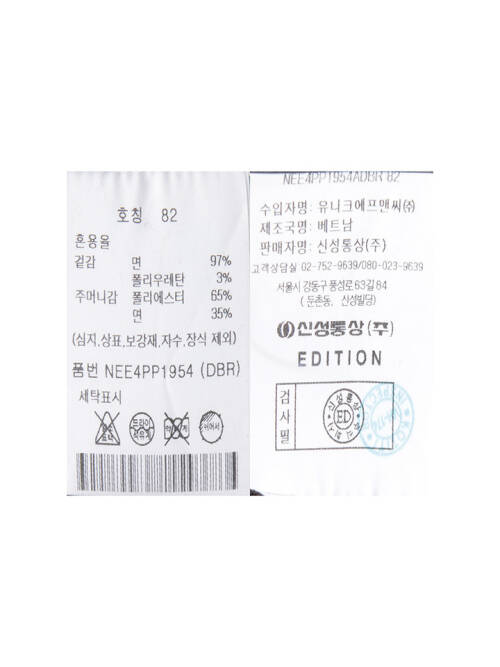 호칭 82
혼용율
겉감 면 97%
폴리우레탄 3%
주머니감 폴리에스터 65%
면 35%
(심지,상표,보강재,자수,장식 제외)
품번 NEE4PP1954 (DBR)
세탁표시
드라이
NEE4PP1954ADBR 82
수입자명: 유니크에프앤씨㈜
제조국명: 베트남
판매자명: 신성통상(주)
고객상담실 02-752-9639/080-023-9639
서울시 강동구 풍성로 63길 84
( 둔촌동, 신성빌딩)
신성통상(주)
EDITION
검사필
ED